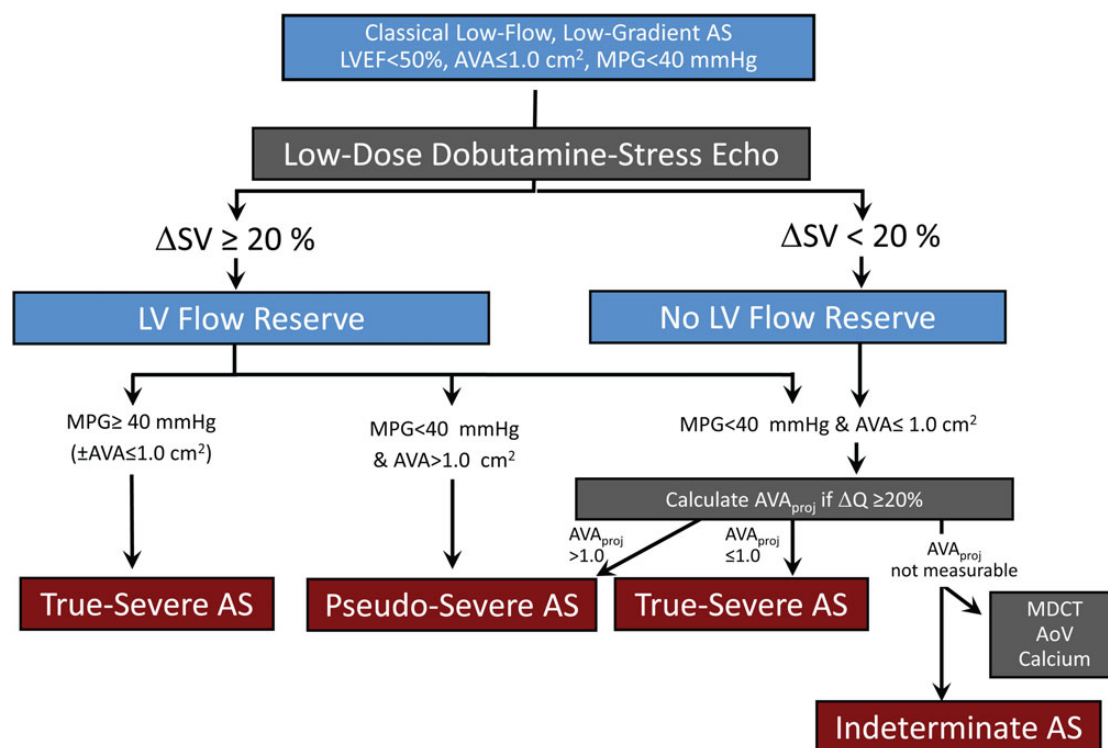 Classical Low-Flow, Low-Gradient AS
LVEF<50%, AVA≤1.0 cm², MPG<40 mmHg
Low-Dose Dobutamine-Stress Echo
ΔSV ≥ 20 %
ΔSV < 20 %
LV Flow Reserve
No LV Flow Reserve
MPG≥ 40 mmHg
(±AVA≤1.0 cm²)
MPG<40 mmHg
& AVA>1.0 cm²
MPG<40 mmHg & AVA≤ 1.0 cm²
Calculate AVAproj if ΔQ ≥20%
AVAproj
>1.0
AVAproj
≤1.0
AVAproj
not measurable
True-Severe AS
Pseudo-Severe AS
True-Severe AS
MDCT
AoV
Calcium
Indeterminate AS